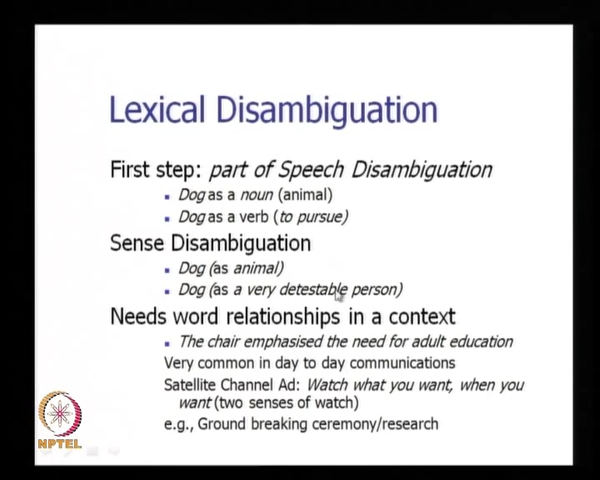 Lexical Disambiguation
First step: part of Speech Disambiguation
Dog as a noun (animal)
Dog as a verb (to pursue)
Sense Disambiguation
Dog (as animal)
Dog (as a very detestable person)
Needs word relationships in a context
The chair emphasised the need for adult education
Very common in day to day communications
Satellite Channel Ad: Watch what you want, when you
want (two senses of watch)
e.g., Ground breaking ceremony/research
NPTEL